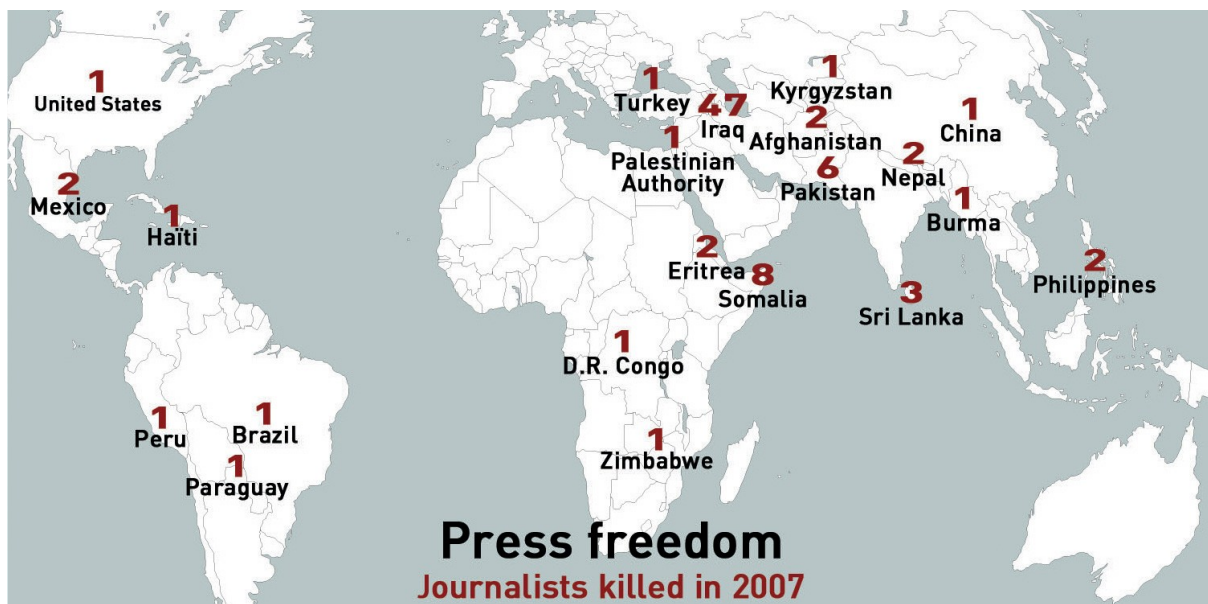 1
United States
2
Mexico
1
Haïti
1
Peru
1
Brazil
1
Paraguay
1
Turkey
47
Iraq
1
Palestinian
Authority
1
Kyrgyzstan
2
Afghanistan
6
Pakistan
2
Nepal
1
China
1
Burma
2
Philippines
3
Sri Lanka
2
Eritrea
8
Somalia
1
D.R. Congo
1
Zimbabwe
Press freedom
Journalists killed in 2007